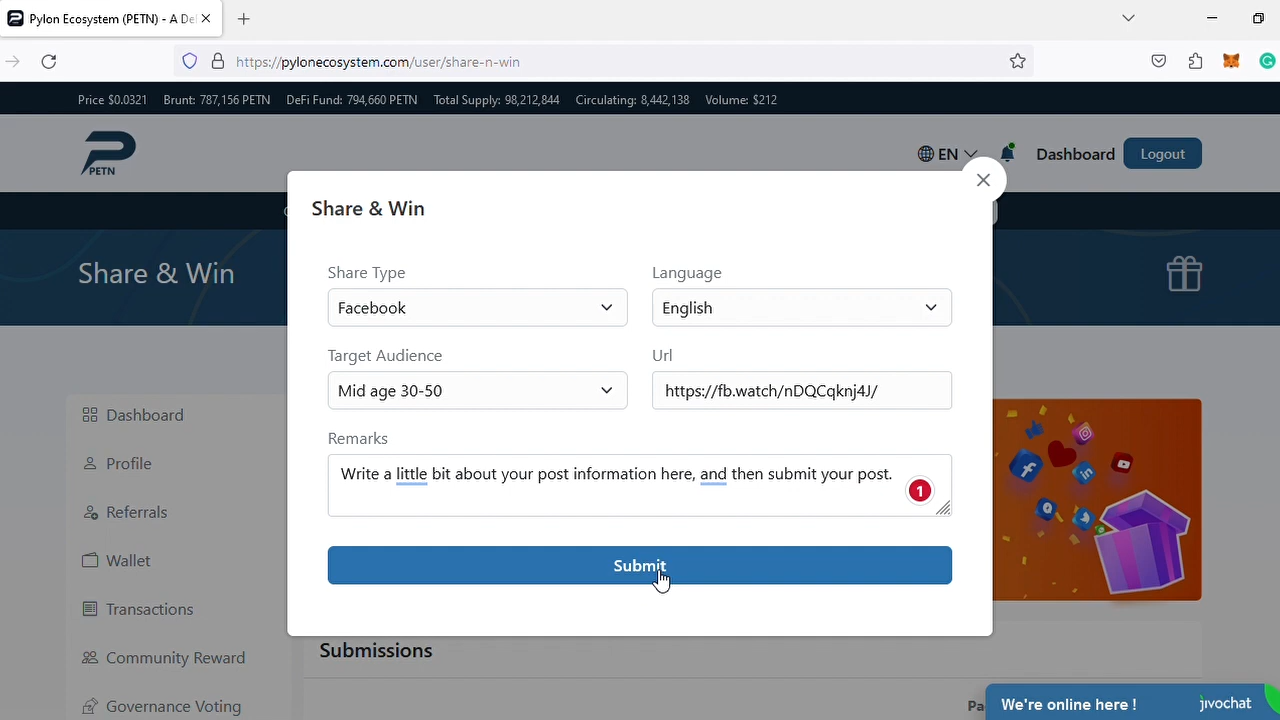 Pylon Ecosystem (PETN) - A De
https://pylonecosystem.com/user/share-n-win
Price $0.0321 Brunt: 787,156 PETN DeFi Fund: 794,660 PETN Total Supply: 98,212,844 Circulating: 8,442,138 Volume: $212
PETN
EN Dashboard Logout
Share & Win
Share & Win
Share Type Language
Facebook English
Target Audience Url
Mid age 30-50 https://fb.watch/nDQCqknj4J/
Remarks
Write a little bit about your post information here, and then submit your post.
1
Submit
Dashboard
Profile
Referrals
Wallet
Transactions
Community Reward
Governance Voting
Submissions
We're online here ! jivochat